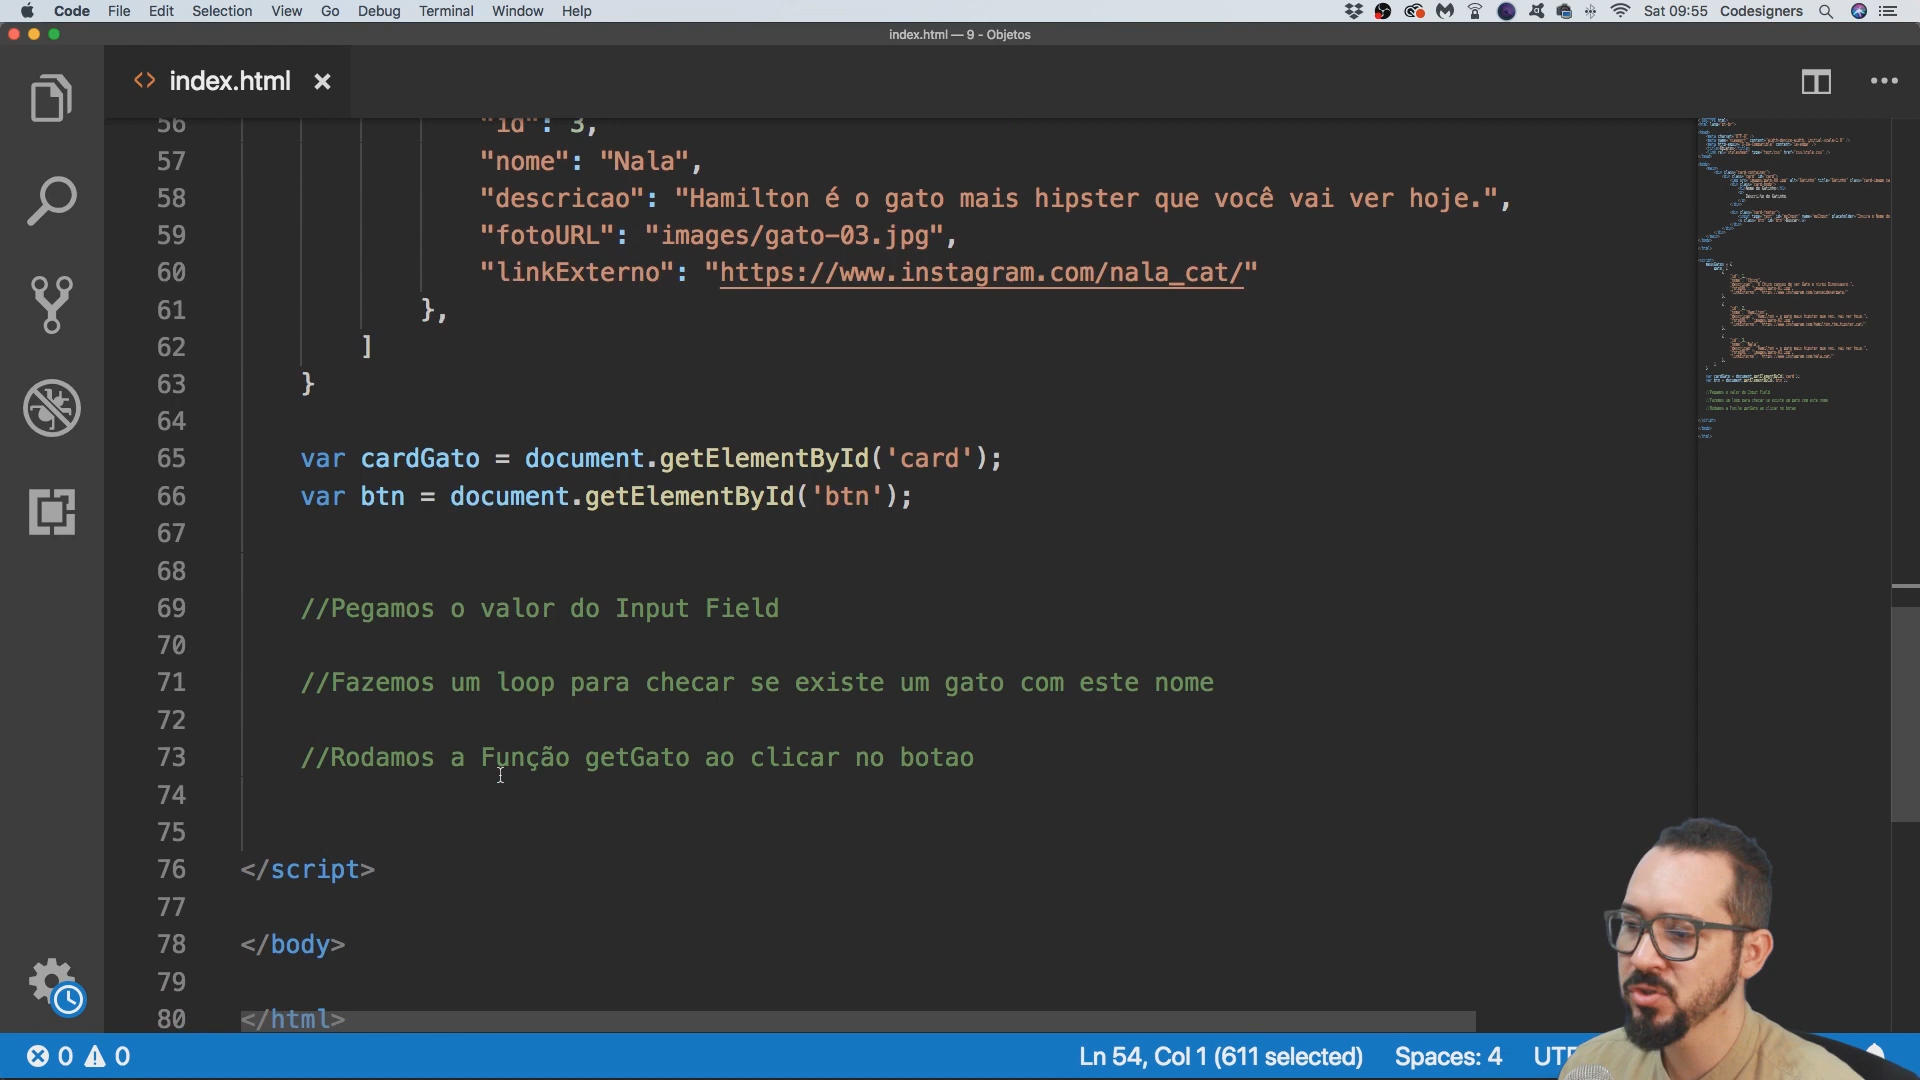 Code File Edit Selection View Go Debug Terminal Window Help Sat 09:55 Codesigners
index.html — 9 - Objetos
index.html
56 "id": 3,
57 "nome": "Nala",
58 "descricao": "Hamilton é o gato mais hipster que você vai ver hoje.",
59 "fotoURL": "images/gato-03.jpg",
60 "linkExterno": "https://www.instagram.com/nala_cat/"
61 },
62 ]
63 }
64
65 var cardGato = document.getElementById('card');
66 var btn = document.getElementById('btn');
67
68
69 //Pegamos o valor do Input Field
70
71 //Fazemos um loop para checar se existe um gato com este nome
72
73 //Rodamos a Função getGato ao clicar no botao
74
75
76 </script>
77
78 </body>
79
80 </html>
0 0 Ln 54, Col 1 (611 selected) Spaces: 4